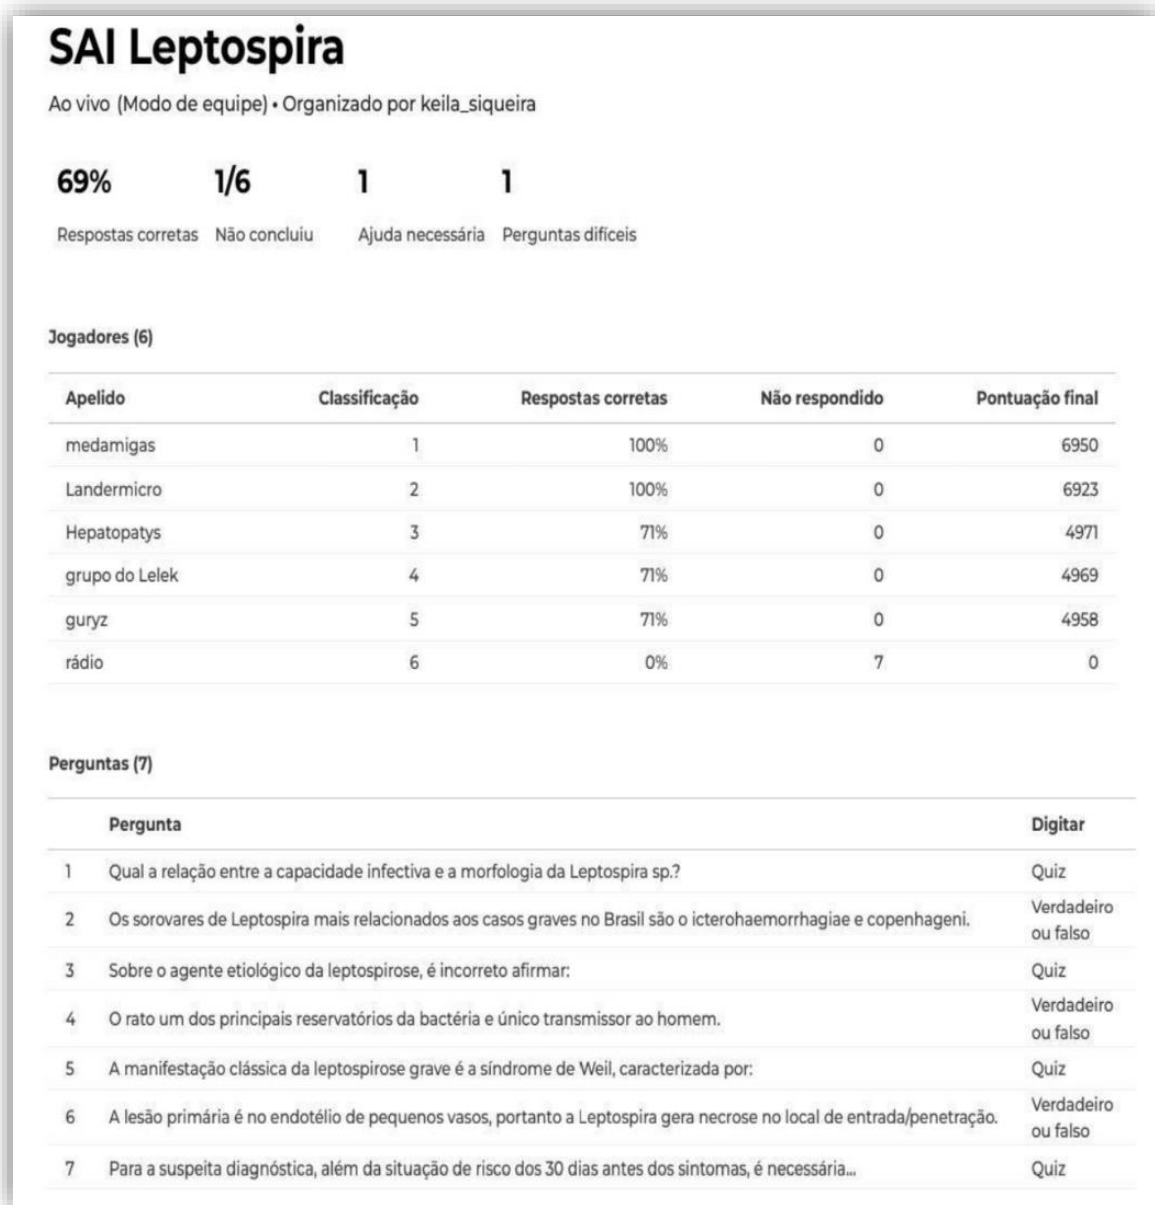 SAI Leptospira
Ao vivo (Modo de equipe) • Organizado por keila_siqueira
69% 1/6 1 1
Respostas corretas Não concluiu Ajuda necessária Perguntas difíceis
Jogadores (6)
Apelido Classificação Respostas corretas Não respondido Pontuação final
medamigas 1 100% 0 6950
Landermicro 2 100% 0 6923
Hepatopatys 3 71% 0 4971
grupo do Lelek 4 71% 0 4969
guryz 5 71% 0 4958
rádio 6 0% 7 0
Perguntas (7)
Pergunta Digitar
1 Qual a relação entre a capacidade infectiva e a morfologia da Leptospira sp.? Quiz
2 Os sorovares de Leptospira mais relacionados aos casos graves no Brasil são o icterohaemorrhagiae e copenhageni. Verdadeiro
ou falso
3 Sobre o agente etiológico da leptospirose, é incorreto afirmar: Quiz
4 O rato um dos principais reservatórios da bactéria e único transmissor ao homem. Verdadeiro
ou falso
5 A manifestação clássica da leptospirose grave é a síndrome de Weil, caracterizada por: Quiz
6 A lesão primária é no endotélio de pequenos vasos, portanto a Leptospira gera necrose no local de entrada/penetração. Verdadeiro
ou falso
7 Para a suspeita diagnóstica, além da situação de risco dos 30 dias antes dos sintomas, é necessária... Quiz